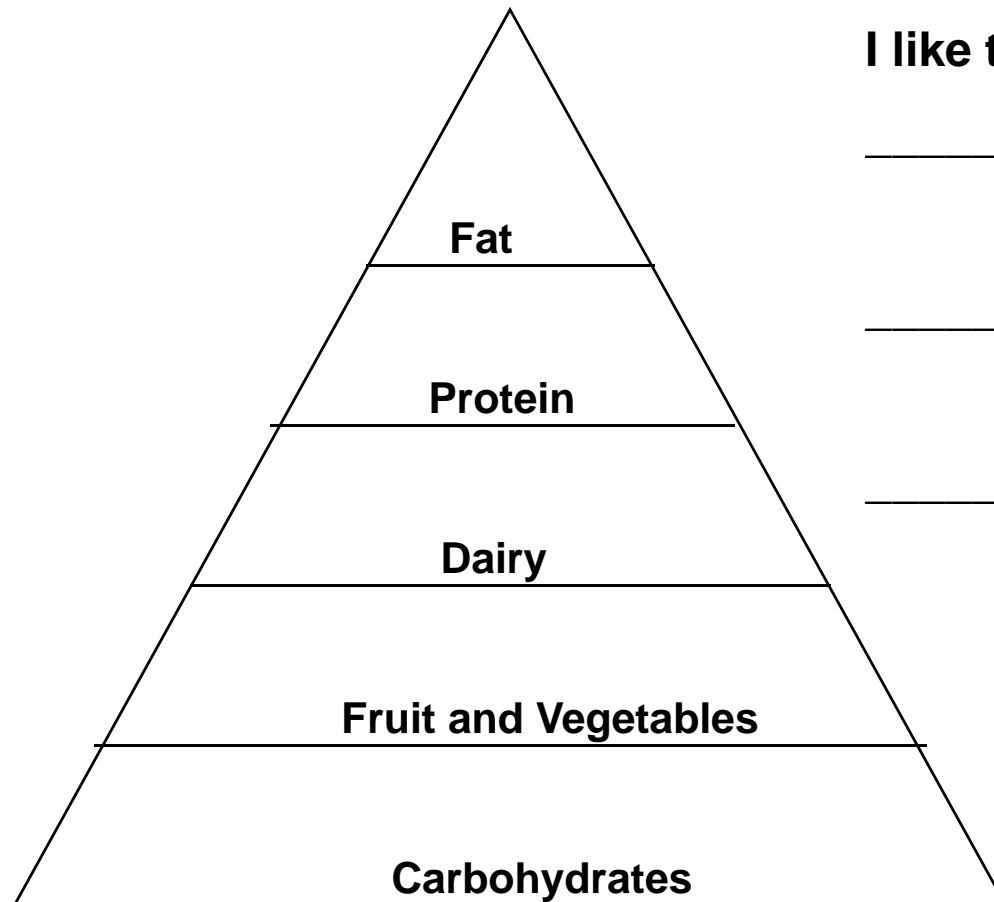 I like t
Fat
Protein
Dairy
Fruit and Vegetables
Carbohydrates